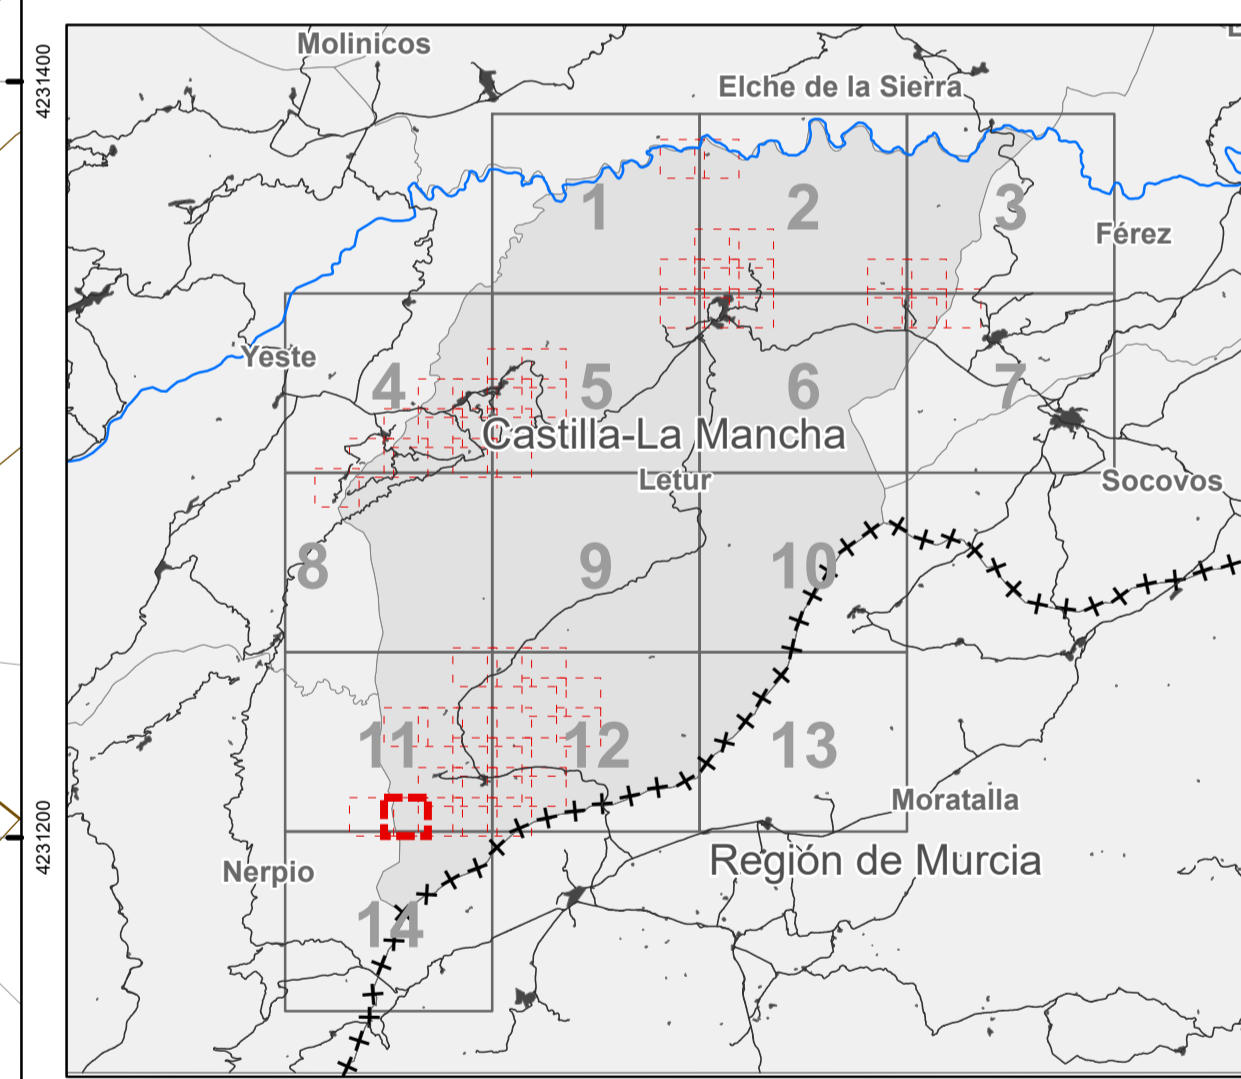 4231400
Molinicos
Elche de la Sierra
1
2
3
Férez
Yeste
4
5
6
7
Castilla-La Mancha
Letur
Socovos
8
9
10
11
12
13
4231200
Moratalla
Nerpio
Región de Murcia
14